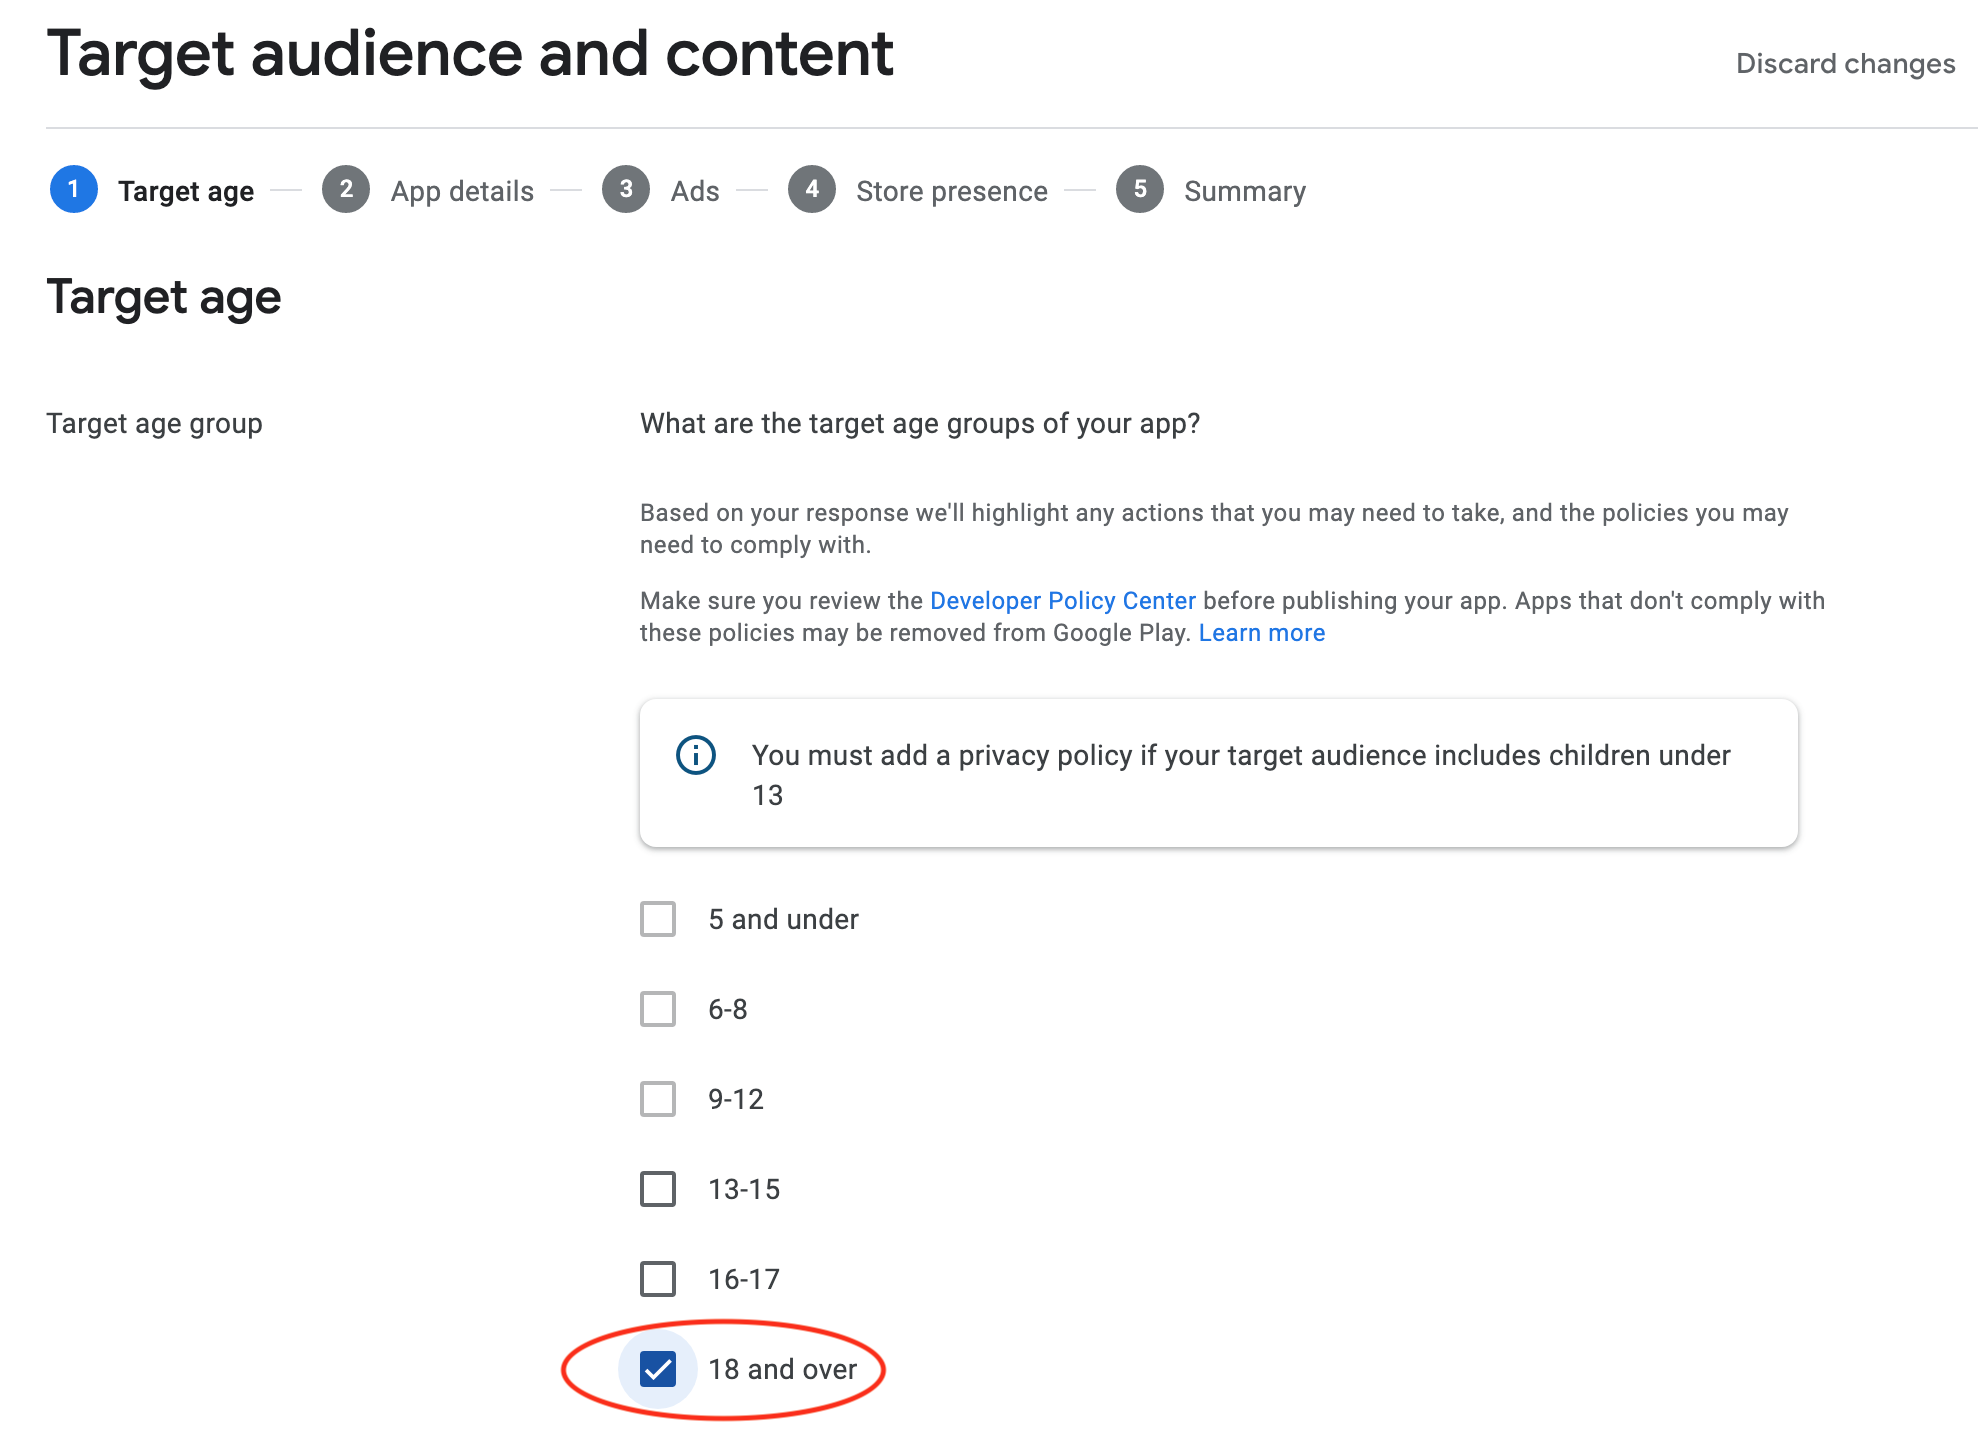 Target audience and content
Discard changes
1 Target age 2 App details 3 Ads 4 Store presence 5 Summary
Target age
Target age group
What are the target age groups of your app?
Based on your response we'll highlight any actions that you may need to take, and the policies you may
need to comply with.
Make sure you review the Developer Policy Center before publishing your app. Apps that don't comply with
these policies may be removed from Google Play. Learn more
You must add a privacy policy if your target audience includes children under
13
5 and under
6-8
9-12
13-15
16-17
18 and over